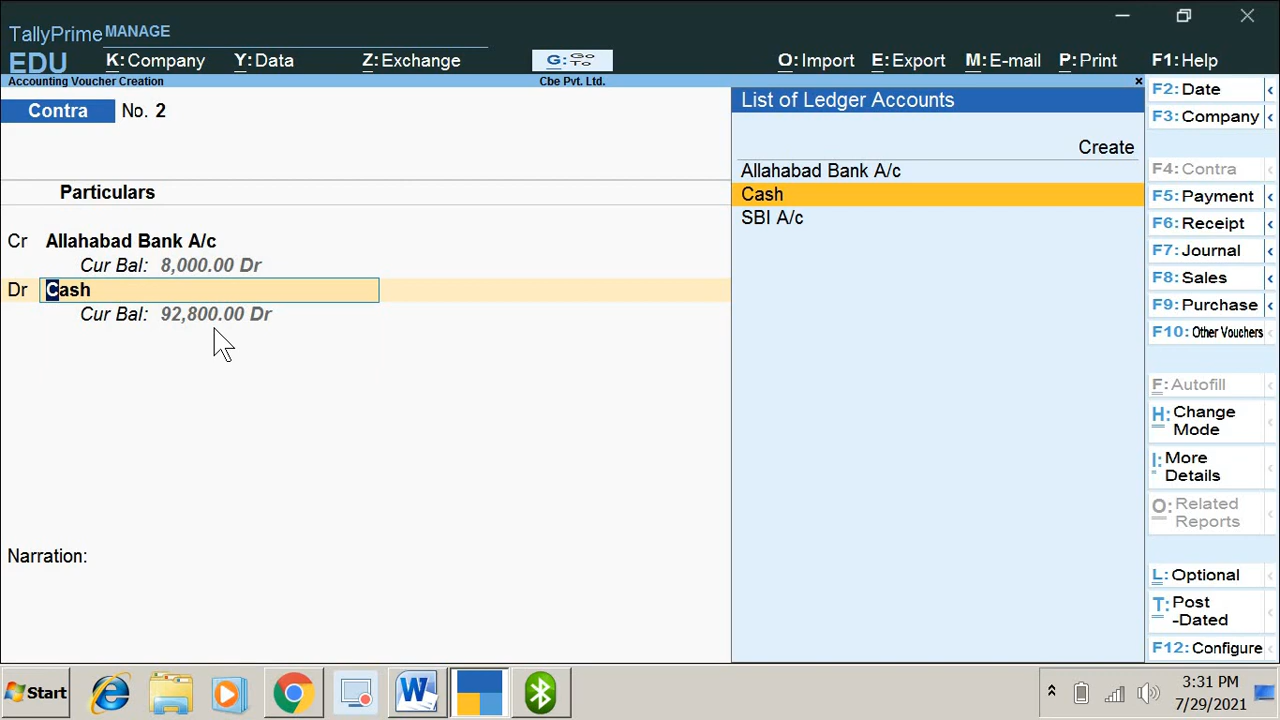 TallyPrime MANAGE
EDU K:Company Y:Data Z:Exchange G:Go To O:Import E:Export M:E-mail P:Print F1:Help
Accounting Voucher Creation Cbe Pvt. Ltd. ×
Contra No. 2
Particulars
Cr Allahabad Bank A/c
Cur Bal: 8,000.00 Dr
Dr Cash
Cur Bal: 92,800.00 Dr
Narration:
List of Ledger Accounts
Create
Allahabad Bank A/c
Cash
SBI A/c
F2:Date
F3:Company
F4:Contra
F5:Payment
F6:Receipt
F7:Journal
F8:Sales
F9:Purchase
F10:Other Vouchers
F:Autofill
H:Change
Mode
I:More
Details
O:Related
Reports
L:Optional
T:Post
-Dated
F12:Configure
Start
3:31 PM
7/29/2021